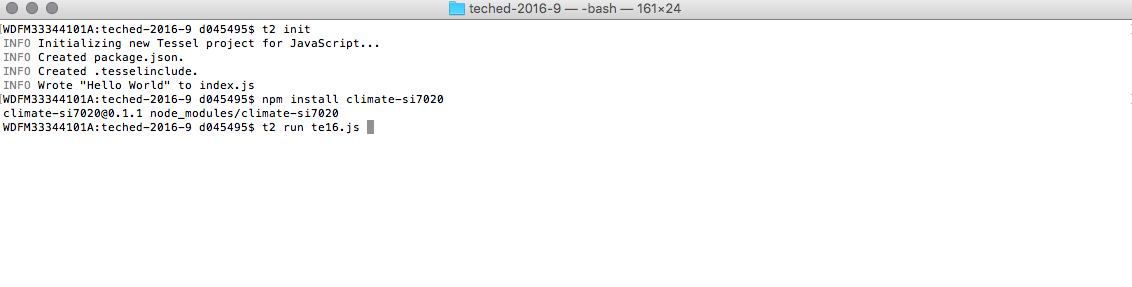 teched-2016-9 — -bash — 161×24
[WDFM33344101A:teched-2016-9 d045495$ t2 init
INFO Initializing new Tessel project for JavaScript...
INFO Created package.json.
INFO Created .tesselinclude.
INFO Wrote "Hello World" to index.js
[WDFM33344101A:teched-2016-9 d045495$ npm install climate-si7020
climate-si7020@0.1.1 node_modules/climate-si7020
WDFM33344101A:teched-2016-9 d045495$ t2 run te16.js